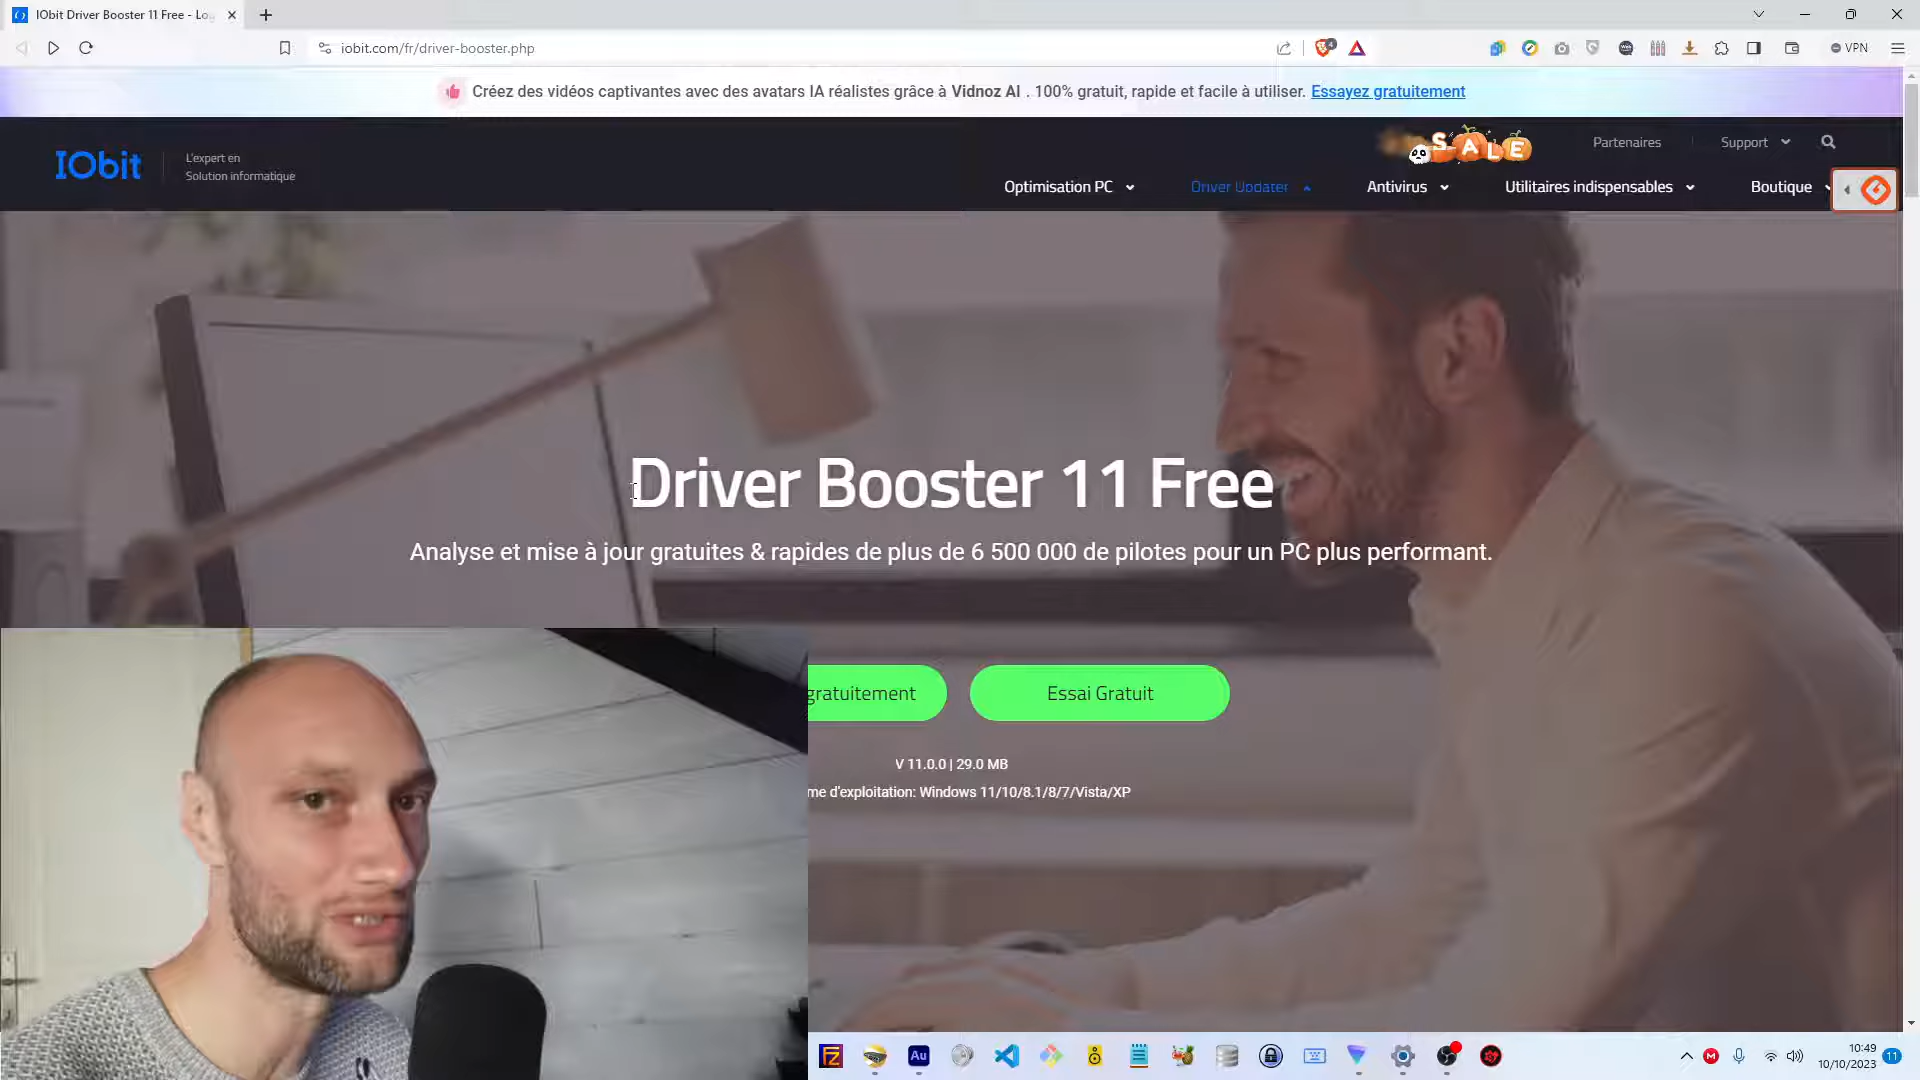 IObit Driver Booster 11 Free - Lo
iobit.com/fr/driver-booster.php
4
VPN
Créez des vidéos captivantes avec des avatars IA réalistes grâce à Vidnoz AI . 100% gratuit, rapide et facile à utiliser. Essayez gratuitement
IObit
L'expert en
Solution informatique
SALE
Partenaires
Support
Optimisation PC
Driver Updater
Antivirus
Utilitaires indispensables
Boutique
Driver Booster 11 Free
Analyse et mise à jour gratuites & rapides de plus de 6 500 000 de pilotes pour un PC plus performant.
gratuitement
Essai Gratuit
V 11.0.0 | 29.0 MB
me d'exploitation: Windows 11/10/8.1/8/7/Vista/XP
FZ
Au
M
10:49
10/10/2023
11